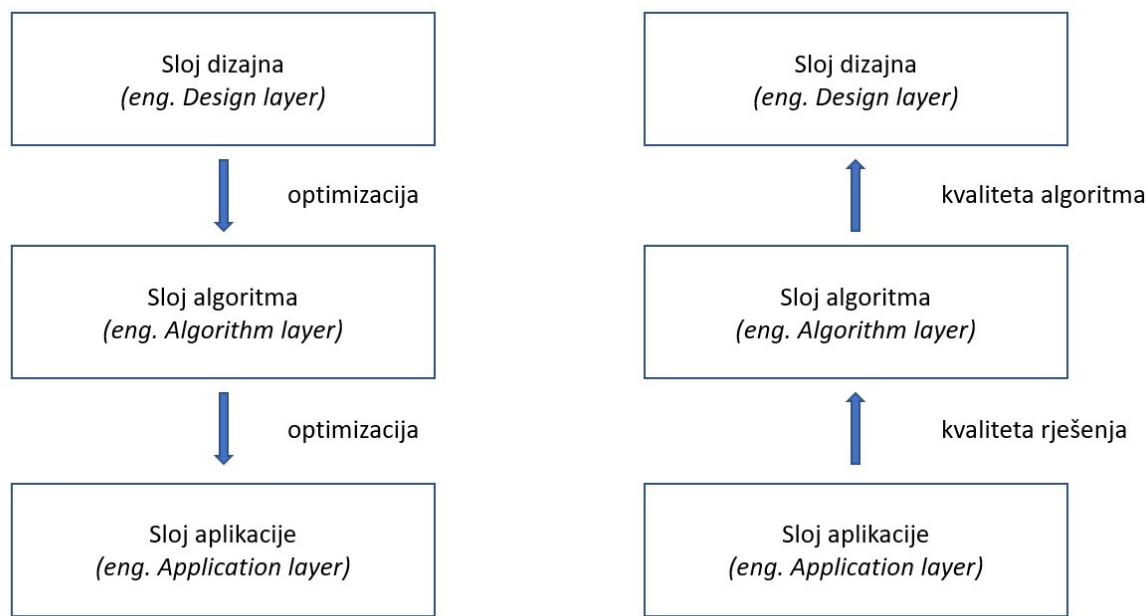 Sloj dizajna
(eng. Design layer)
optimizacija
Sloj algoritma
(eng. Algorithm layer)
optimizacija
Sloj aplikacije
(eng. Application layer)
Sloj dizajna
(eng. Design layer)
kvaliteta algoritma
Sloj algoritma
(eng. Algorithm layer)
kvaliteta rješenja
Sloj aplikacije
(eng. Application layer)